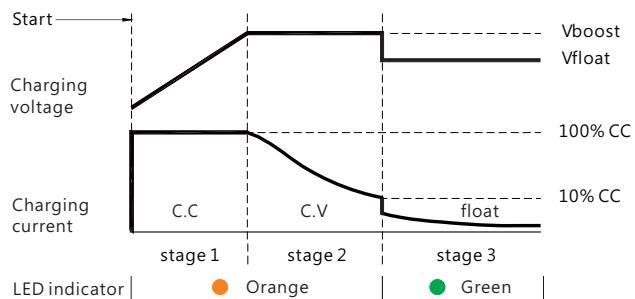 Start
Vboost
Vfloat
Charging
voltage
100% CC
10% CC
C.C
C.V
float
Charging
current
stage 1
stage 2
stage 3
LED indicator
Orange
Green